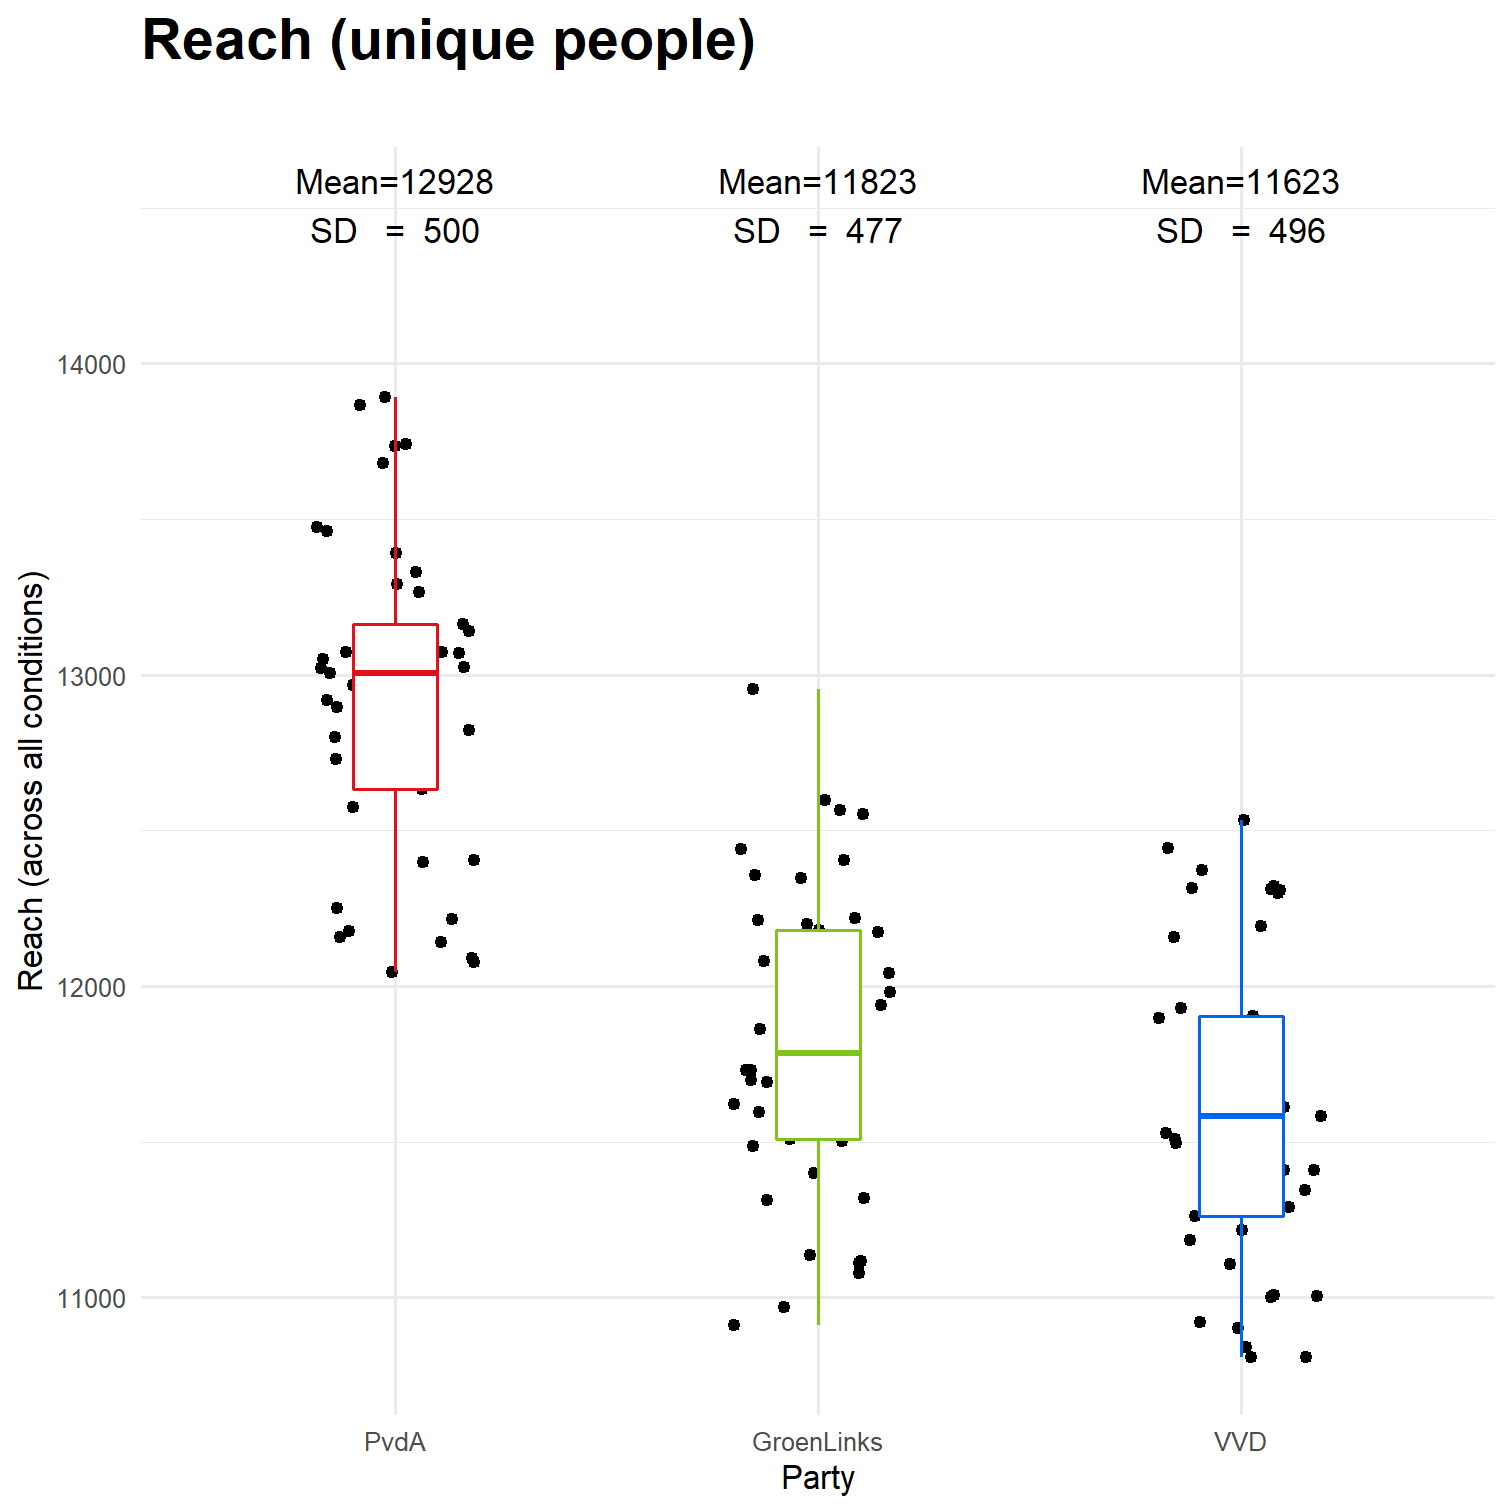 Reach (unique people)
Mean=12928
SD = 500
Mean=11823
SD = 477
Mean=11623
SD = 496
Reach (across all conditions)
14000
13000
12000
11000
PvdA
GroenLinks
VVD
Party